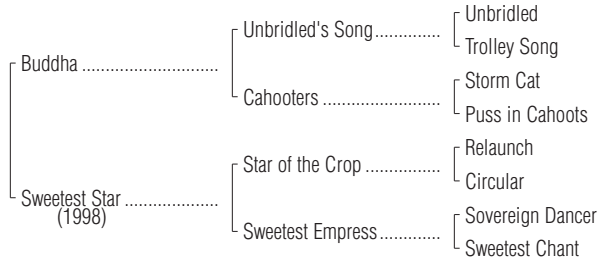 Unbridled
Unbridled's Song..............
Trolley Song
Buddha ............................
Storm Cat
Cahooters ........................
Puss in Cahoots
Relaunch
Star of the Crop ...............
Circular
Sweetest Star ...................
(1998)
Sovereign Dancer
Sweetest Empress............
Sweetest Chant